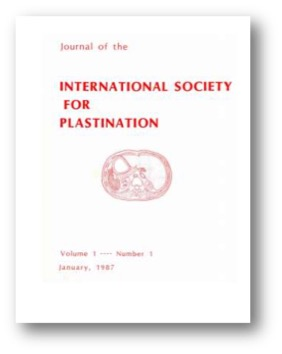 Journal of the
INTERNATIONAL SOCIETY
FOR
PLASTINATION
Volume 1 --- Number 1
January, 1987